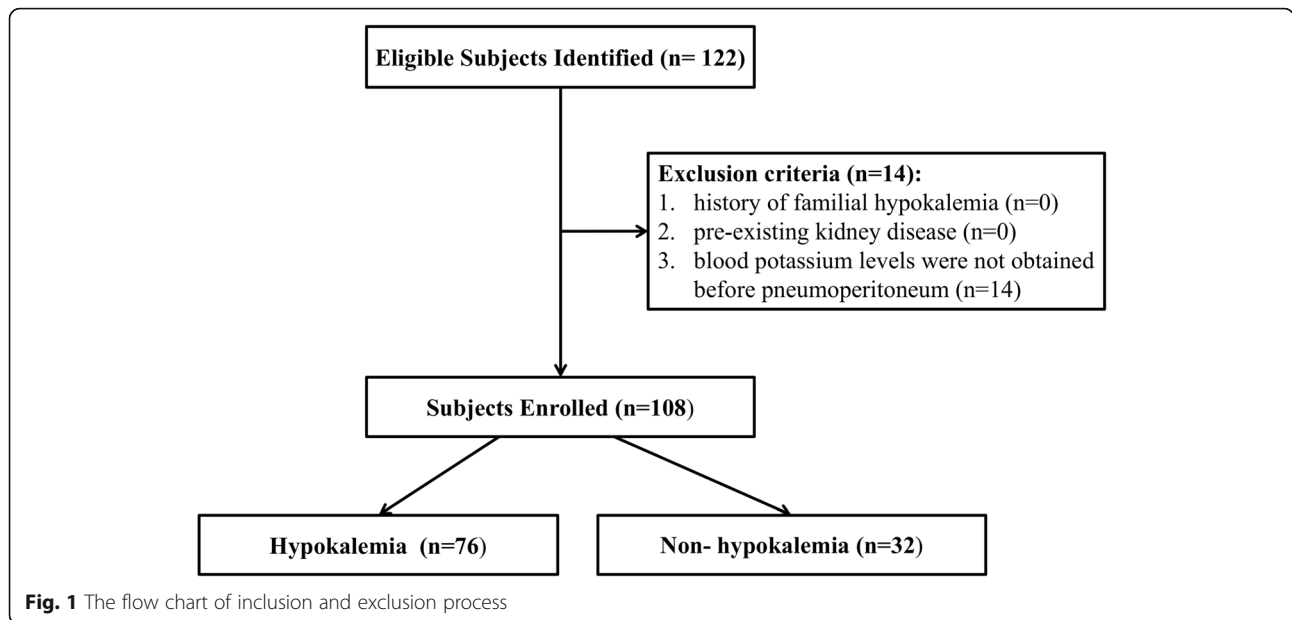 Eligible Subjects Identified (n= 122)
Exclusion criteria (n=14):
1. history of familial hypokalemia (n=0)
2. pre-existing kidney disease (n=0)
3. blood potassium levels were not obtained
before pneumoperitoneum (n=14)
Subjects Enrolled (n=108)
Hypokalemia (n=76)
Non- hypokalemia (n=32)
Fig. 1 The flow chart of inclusion and exclusion process